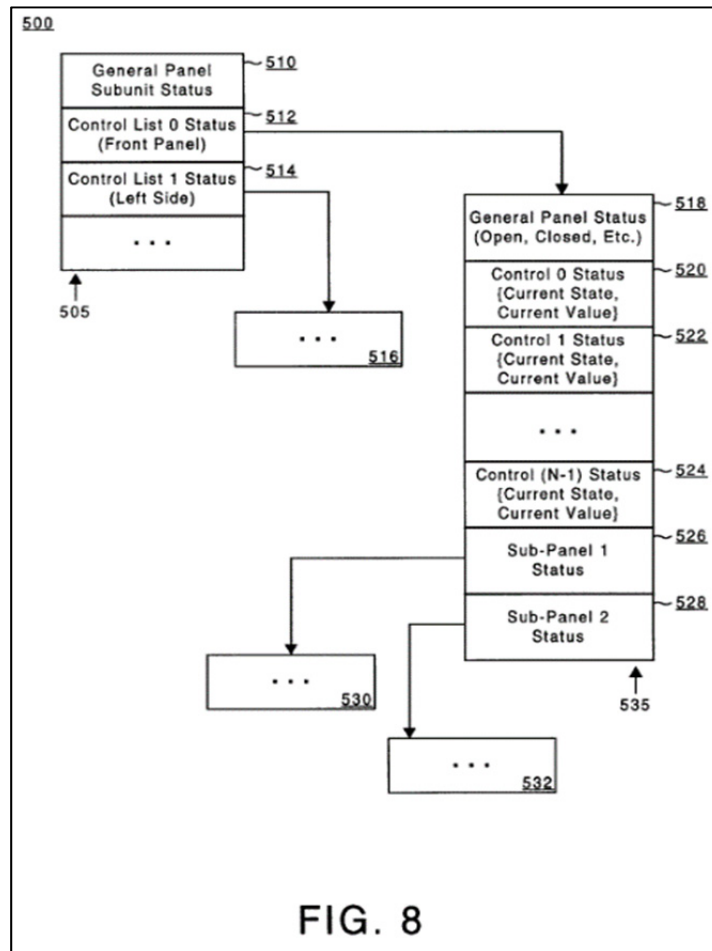 500
General Panel
Subunit Status
510
Control List 0 Status
(Front Panel)
512
Control List 1 Status
(Left Side)
514
. . .
505
. . .
516
General Panel Status
(Open, Closed, Etc.)
518
Control 0 Status
{Current State,
Current Value}
520
Control 1 Status
{Current State,
Current Value}
522
. . .
Control (N-1) Status
{Current State,
Current Value}
524
Sub-Panel 1
Status
526
Sub-Panel 2
Status
528
. . .
530
535
. . .
532
FIG. 8